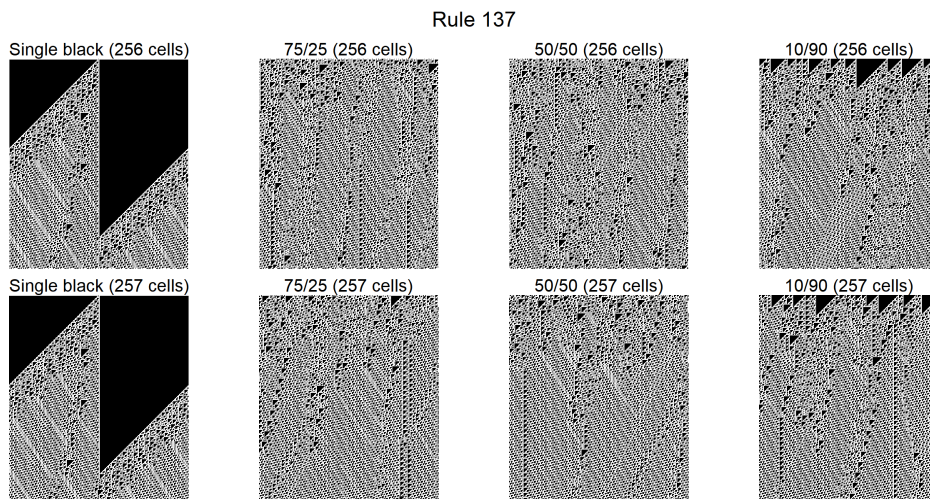 Rule 137
Single black (256 cells)
75/25 (256 cells)
50/50 (256 cells)
10/90 (256 cells)
Single black (257 cells)
75/25 (257 cells)
50/50 (257 cells)
10/90 (257 cells)